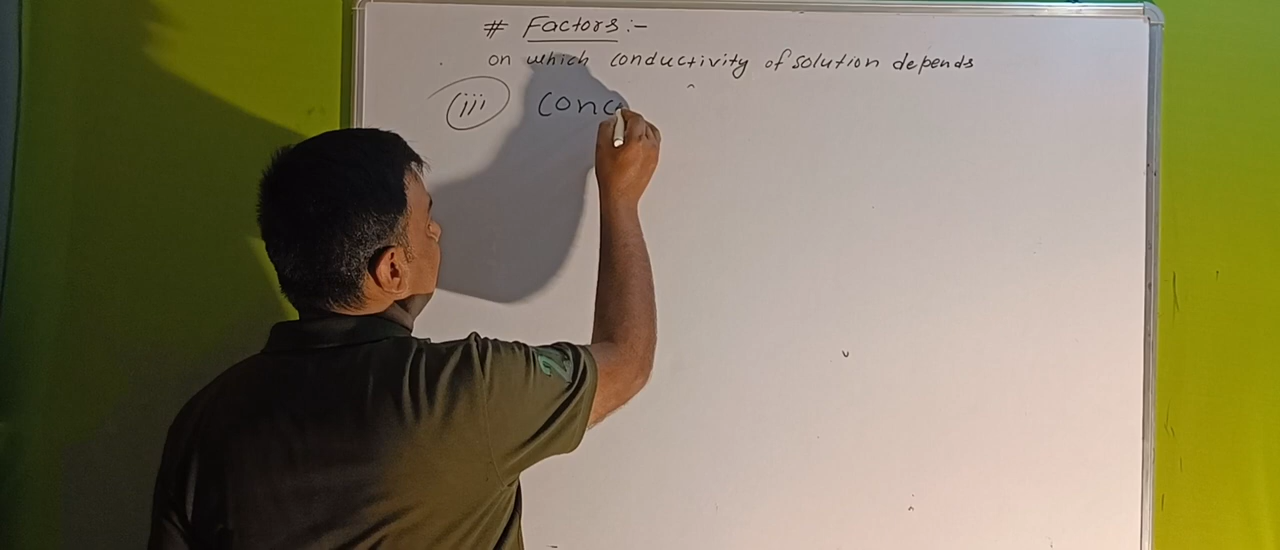 # Factors :-
on which conductivity of solution depends
(iii) conc